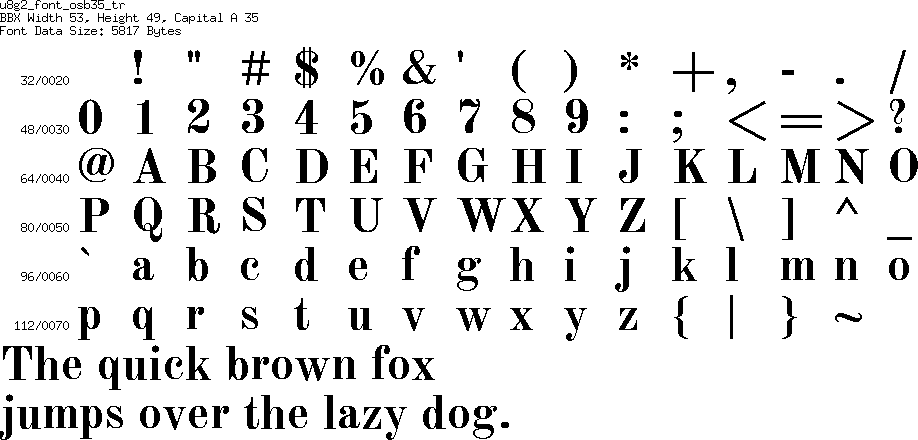 u8g2_font_osb35_tr
BBX Width 53, Height 49, Capital A 35
Font Data Size: 5817 Bytes
32/0020 ! " # $ % & ' ( ) * + , - . /
48/0030 0 1 2 3 4 5 6 7 8 9 : ; < = > ?
64/0040 @ A B C D E F G H I J K L M N O
80/0050 P Q R S T U V W X Y Z [ \ ] ^ _
96/0060 ` a b c d e f g h i j k l m n o
112/0070 p q r s t u v w x y z { | } ~
The quick brown fox
jumps over the lazy dog.